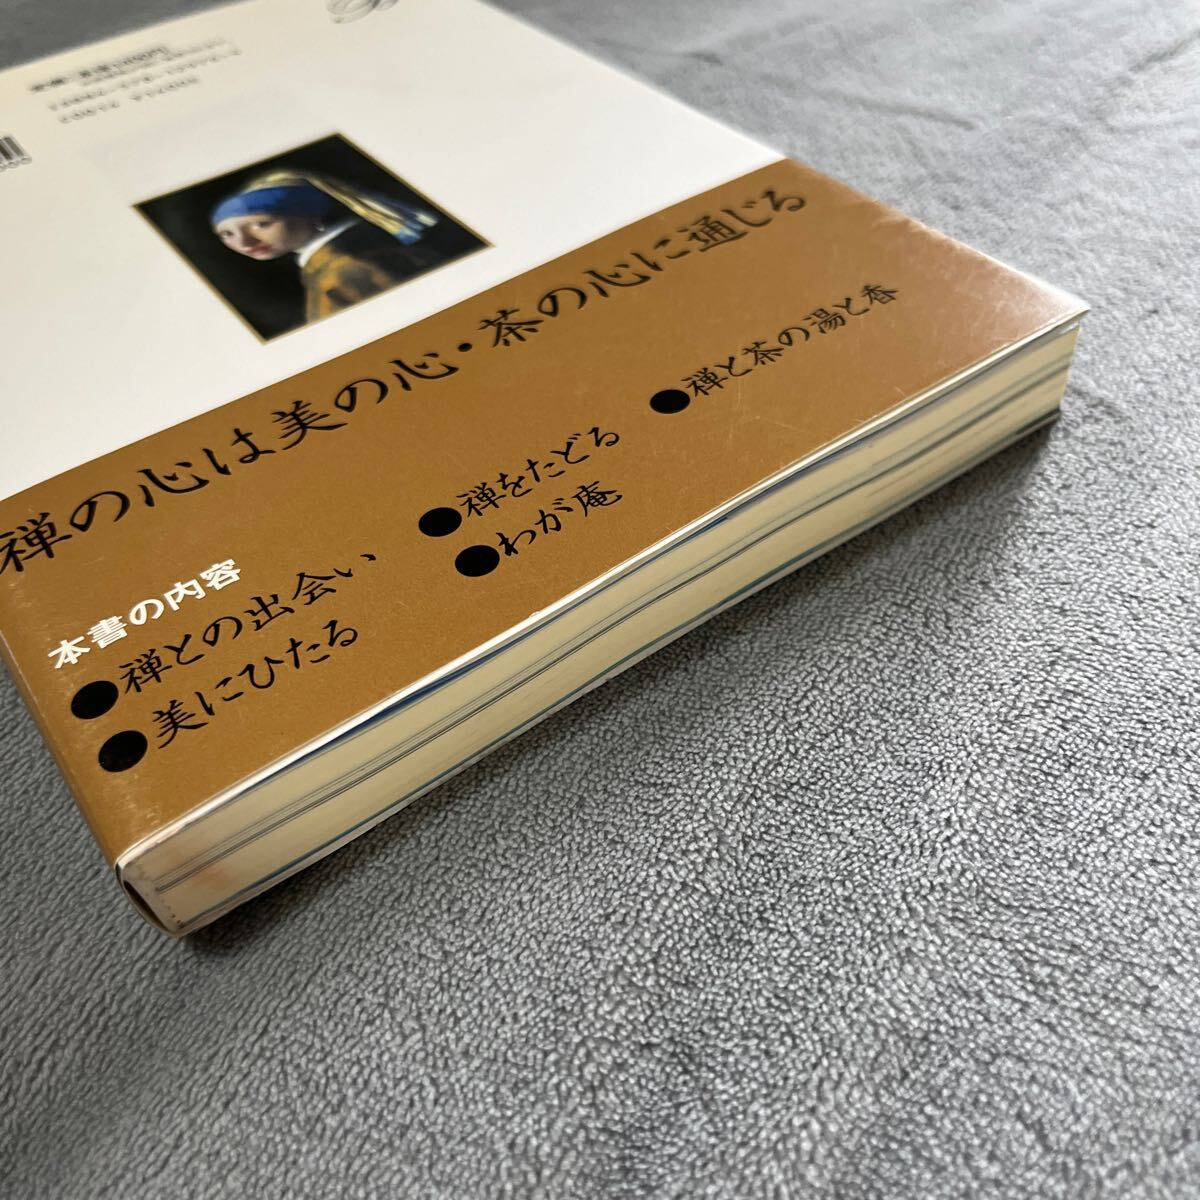 禅の心は美の心・茶の心に通じる
本書の内容
●禅との出会い
●美にひたる
●禅をたどる
●わが庵
●禅と茶の湯と香